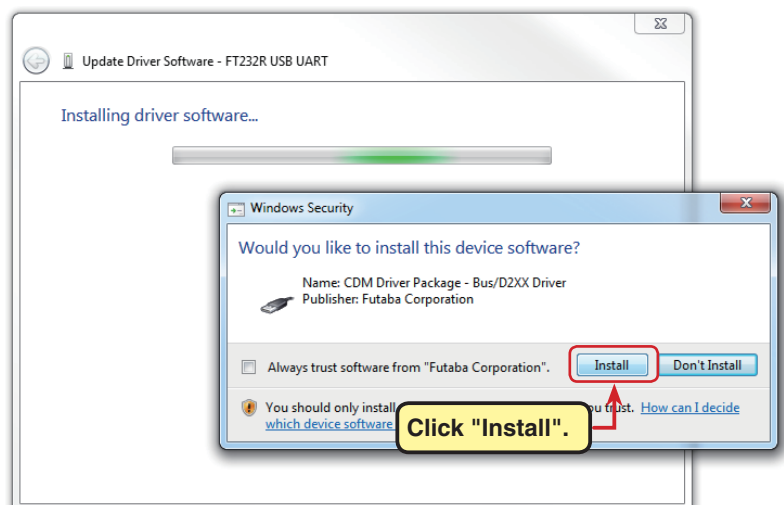 Update Driver Software - FT232R USB UART
Installing driver software...
Windows Security
Would you like to install this device software?
Name: CDM Driver Package - Bus/D2XX Driver
Publisher: Futaba Corporation
Always trust software from "Futaba Corporation".
Install
Don't Install
You should only install
ou trust. How can I decide
which device software
Click "Install".